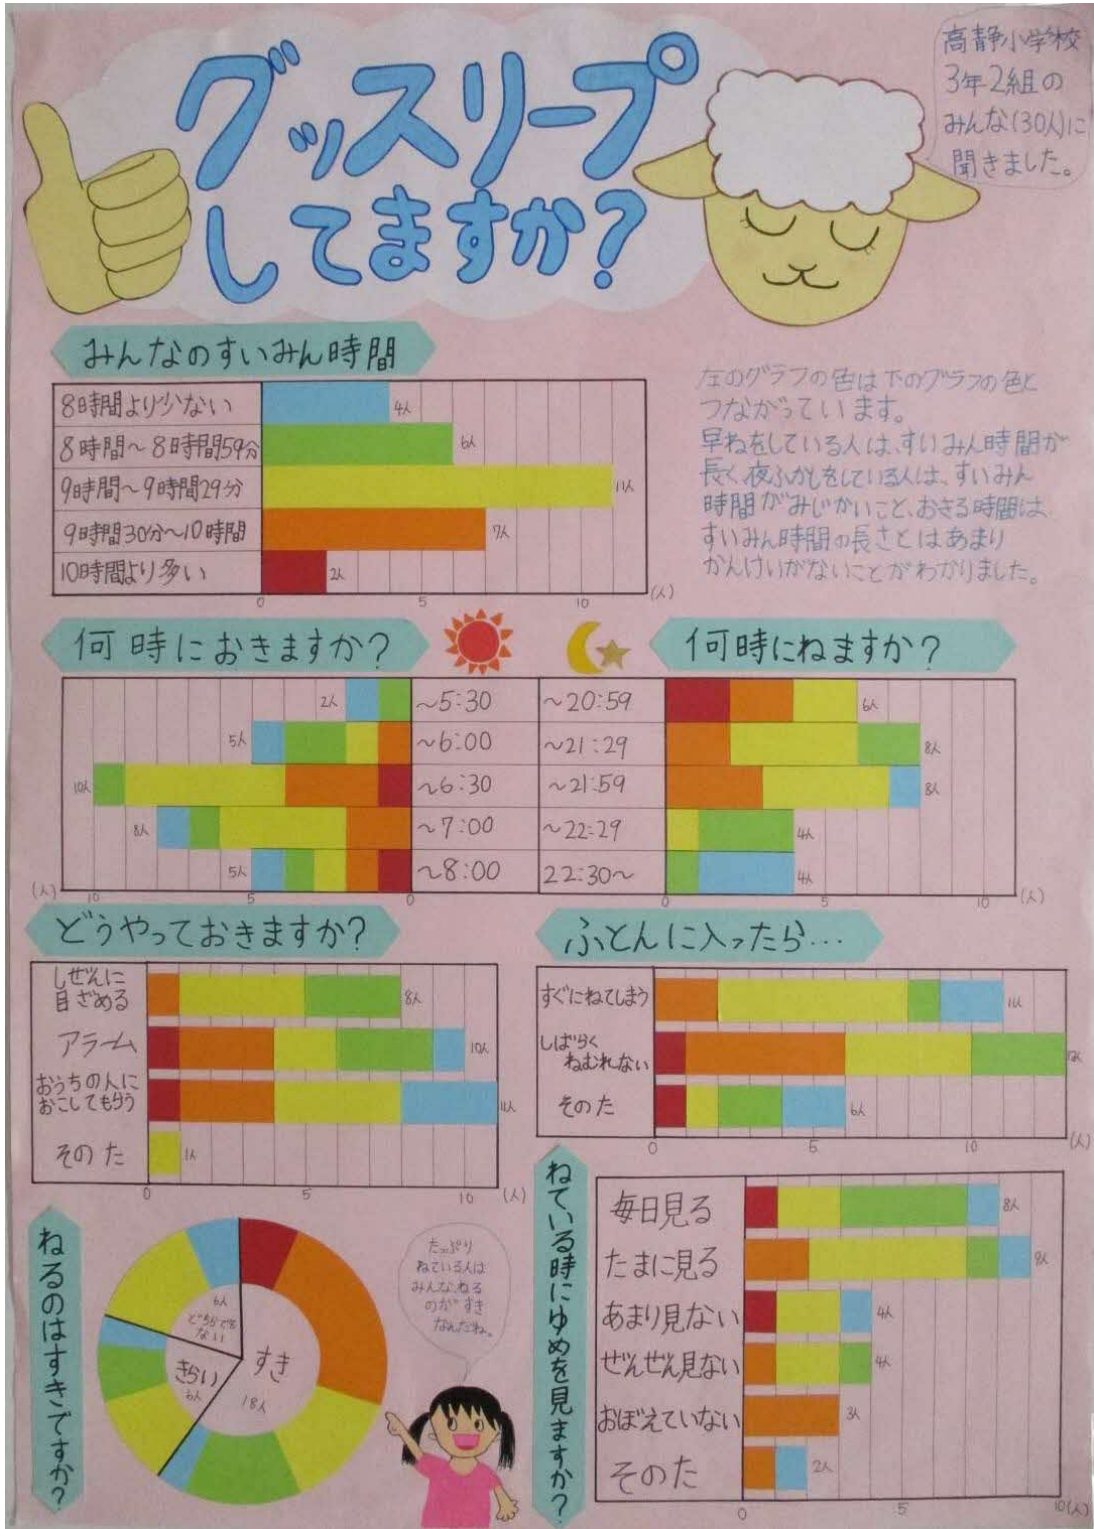 グッスリープ
してますか？
高静小学校
3年2組の
みんな(30人)に
聞きました。
みんなのすいみん時間
8時間より少ない 4人
8時間～8時間59分 6人
9時間～9時間29分 11人
9時間30分～10時間 7人
10時間より多い 2人
0 5 10 (人)
左のグラフの色は下のグラフの色と
つながっています。
早ねをしている人は、すいみん時間が
長く、夜ふかしをしている人は、すいみん
時間がみじかいこと、おきる時間は、
すいみん時間の長さとはあまり
かんけいがないことがわかりました。
何時におきますか？
2人 ～5:30
5人 ～6:00
10人 ～6:30
8人 ～7:00
5人 ～8:00
(人) 10 5 0
何時にねますか？
～20:59 6人
～21:29 8人
～21:59 8人
～22:29 4人
22:30～ 4人
5 10 (人)
どうやっておきますか？
しぜんに
目ざめる 8人
アラーム 10人
おうちの人に
おこしてもらう 11人
そのた 1人
0 5 10 (人)
ふとんに入ったら…
すぐにねてしまう 11人
しばらく
ねむれない
そのた 6人
0 5 10 (人)
ねるのはすきですか？
すき
18人
きらい
6人
どちらでも
ない
たっぷり
ねている人は
みんなねる
のがすき
なんだね。
ねている時にゆめを見ますか？
毎日見る 8人
たまに見る 9人
あまり見ない 4人
ぜんぜん見ない 4人
おぼえていない 3人
そのた 2人
0 5 10(人)